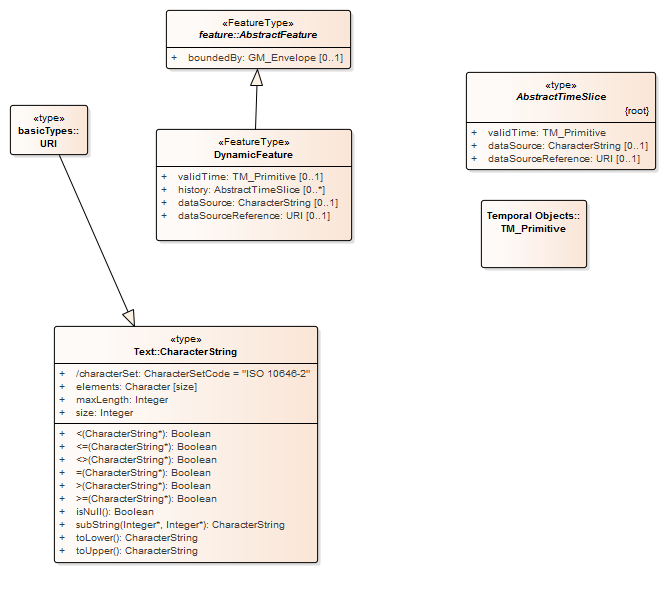 «FeatureType»
feature::AbstractFeature
+ boundedBy: GM_Envelope [0..1]
«type»
AbstractTimeSlice
{root}
+ validTime: TM_Primitive
+ dataSource: CharacterString [0..1]
+ dataSourceReference: URI [0..1]
«type»
basicTypes::
URI
«FeatureType»
DynamicFeature
+ validTime: TM_Primitive [0..1]
+ history: AbstractTimeSlice [0..*]
+ dataSource: CharacterString [0..1]
+ dataSourceReference: URI [0..1]
Temporal Objects::
TM_Primitive
«type»
Text::CharacterString
+ /characterSet: CharacterSetCode = "ISO 10646-2"
+ elements: Character [size]
+ maxLength: Integer
+ size: Integer
+ <(CharacterString*): Boolean
+ <=(CharacterString*): Boolean
+ <>(CharacterString*): Boolean
+ =(CharacterString*): Boolean
+ >(CharacterString*): Boolean
+ >=(CharacterString*): Boolean
+ isNull(): Boolean
+ subString(Integer*, Integer*): CharacterString
+ toLower(): CharacterString
+ toUpper(): CharacterString